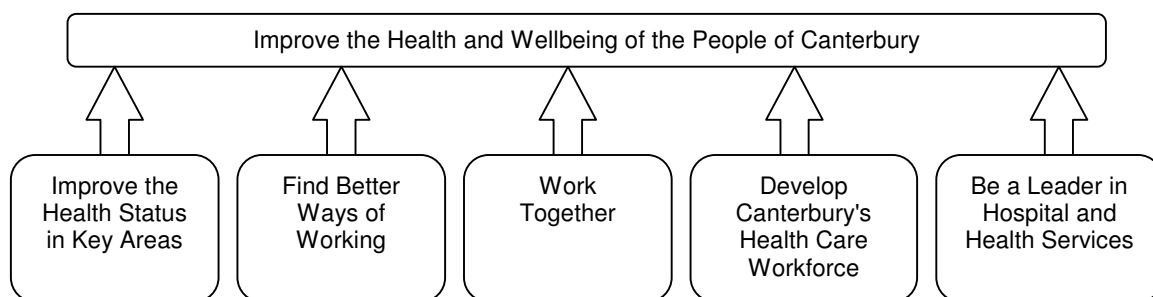 Improve the Health and Wellbeing of the People of Canterbury
Improve the
Health Status
in Key Areas
Find Better
Ways of
Working
Work
Together
Develop
Canterbury's
Health Care
Workforce
Be a Leader in
Hospital and
Health Services